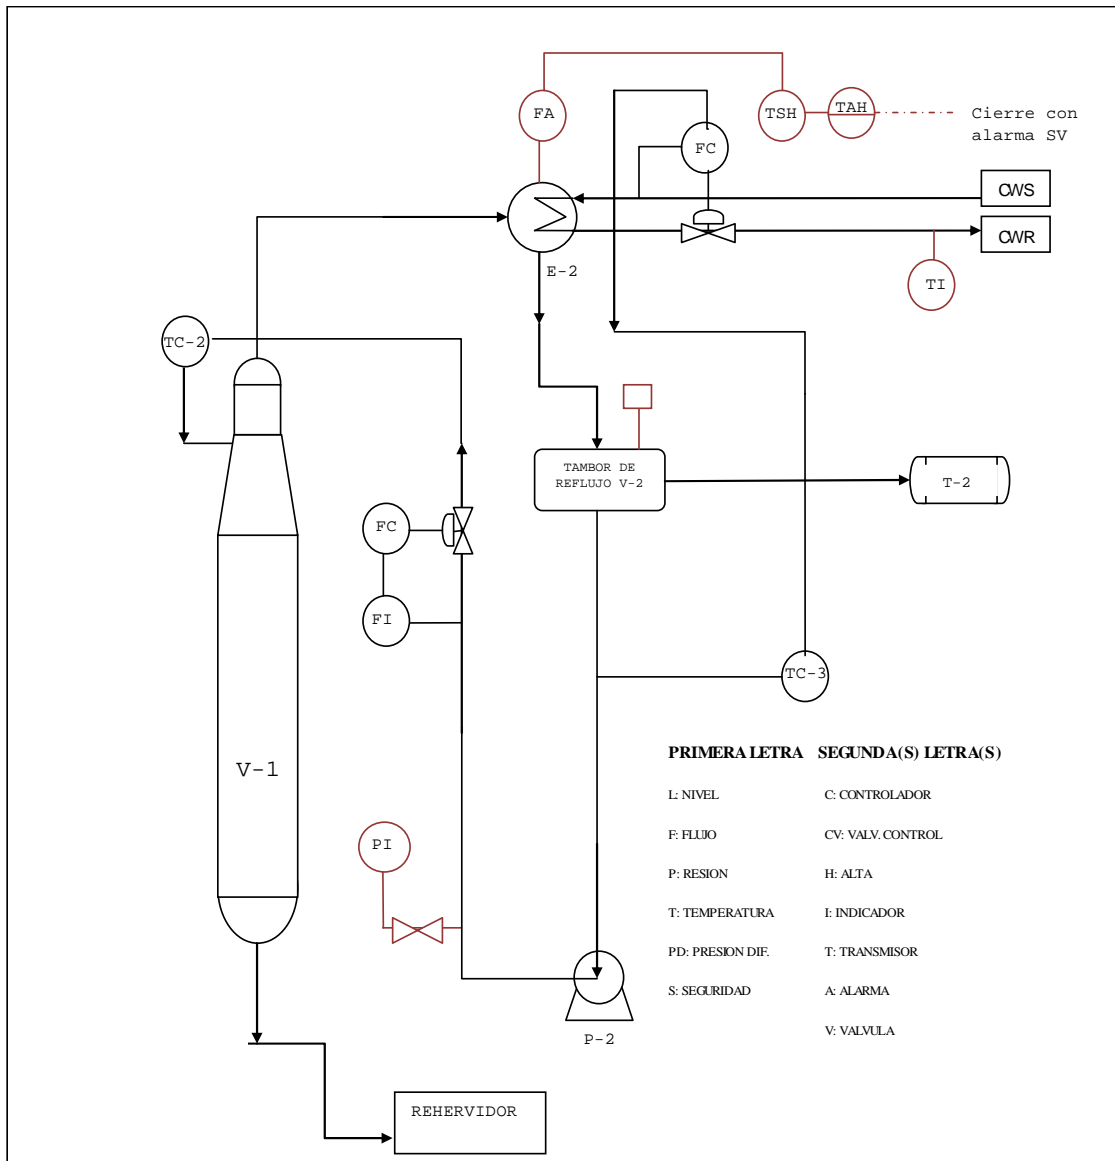 FA
TSH
TAH
Cierre con
alarma SV
FC
CWS
CWR
E-2
TI
TC-2
TAMBOR DE
REFLUJO V-2
T-2
FC
FI
TC-3
V-1
PRIMERA LETRA SEGUNDA(S) LETRA(S)
L: NIVEL C: CONTROLADOR
F: FLUJO CV: VALV. CONTROL
PI
P: RESION H: ALTA
T: TEMPERATURA I: INDICADOR
PD: PRESION DIF. T: TRANSMISOR
S: SEGURIDAD A: ALARMA
V: VALVULA
P-2
REHERVIDOR